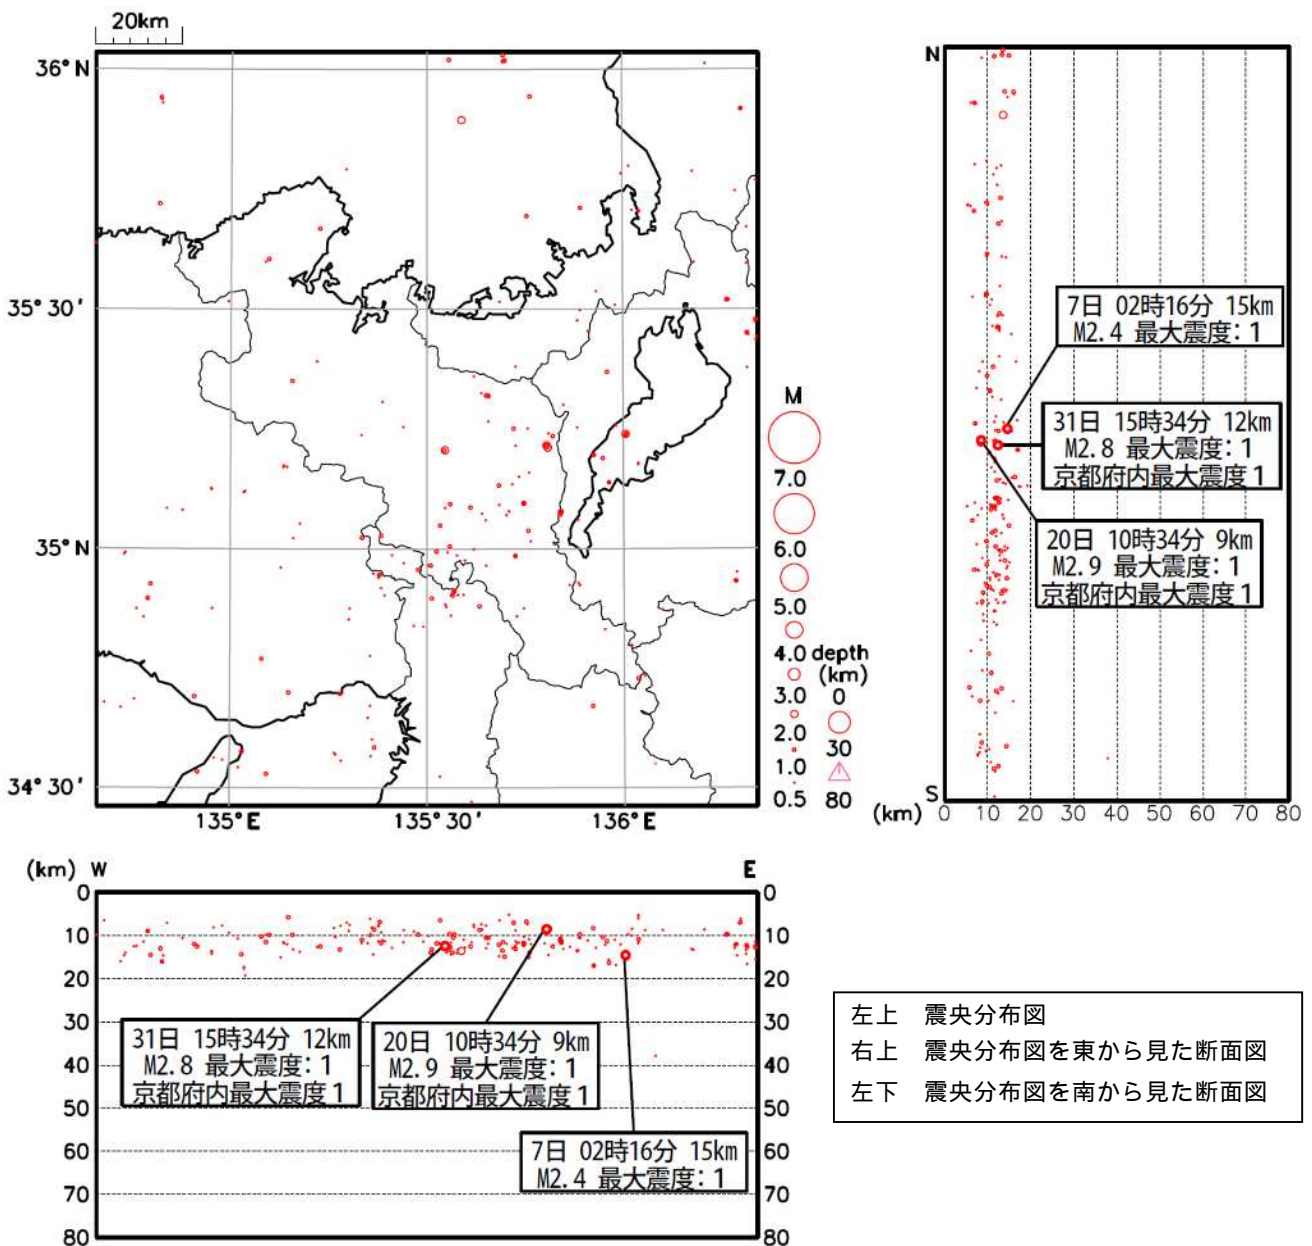 20km
36°N
35°30′
35°N
34°30′
135°E
135°30′
136°E
M
7.0
6.0
5.0
4.0
3.0
2.0
1.0
0.5
depth
(km)
0
30
80
N
S
(km)
0 10 20 30 40 50 60 70 80
7日 02時16分 15km
M2.4 最大震度:1
31日 15時34分 12km
M2.8 最大震度:1
京都府内最大震度1
20日 10時34分 9km
M2.9 最大震度:1
京都府内最大震度1
(km) W
E
0
10
20
30
40
50
60
70
80
0
10
20
30
40
50
60
70
80
31日 15時34分 12km
M2.8 最大震度:1
京都府内最大震度1
20日 10時34分 9km
M2.9 最大震度:1
京都府内最大震度1
7日 02時16分 15km
M2.4 最大震度:1
左上 震央分布図
右上 震央分布図を東から見た断面図
左下 震央分布図を南から見た断面図